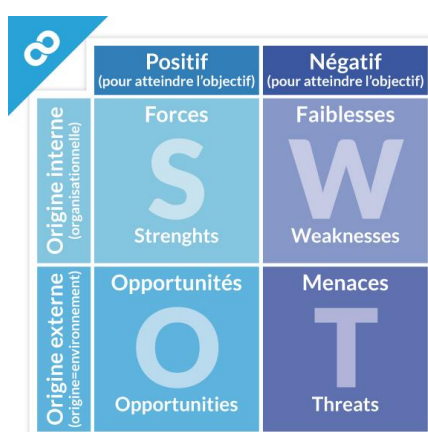 Positif
(pour atteindre l'objectif)
Négatif
(pour atteindre l'objectif)
Origine interne
(organisationnelle)
Forces
S
Strenghts
Faiblesses
W
Weaknesses
Origine externe
(origine=environnement)
Opportunités
O
Opportunities
Menaces
T
Threats